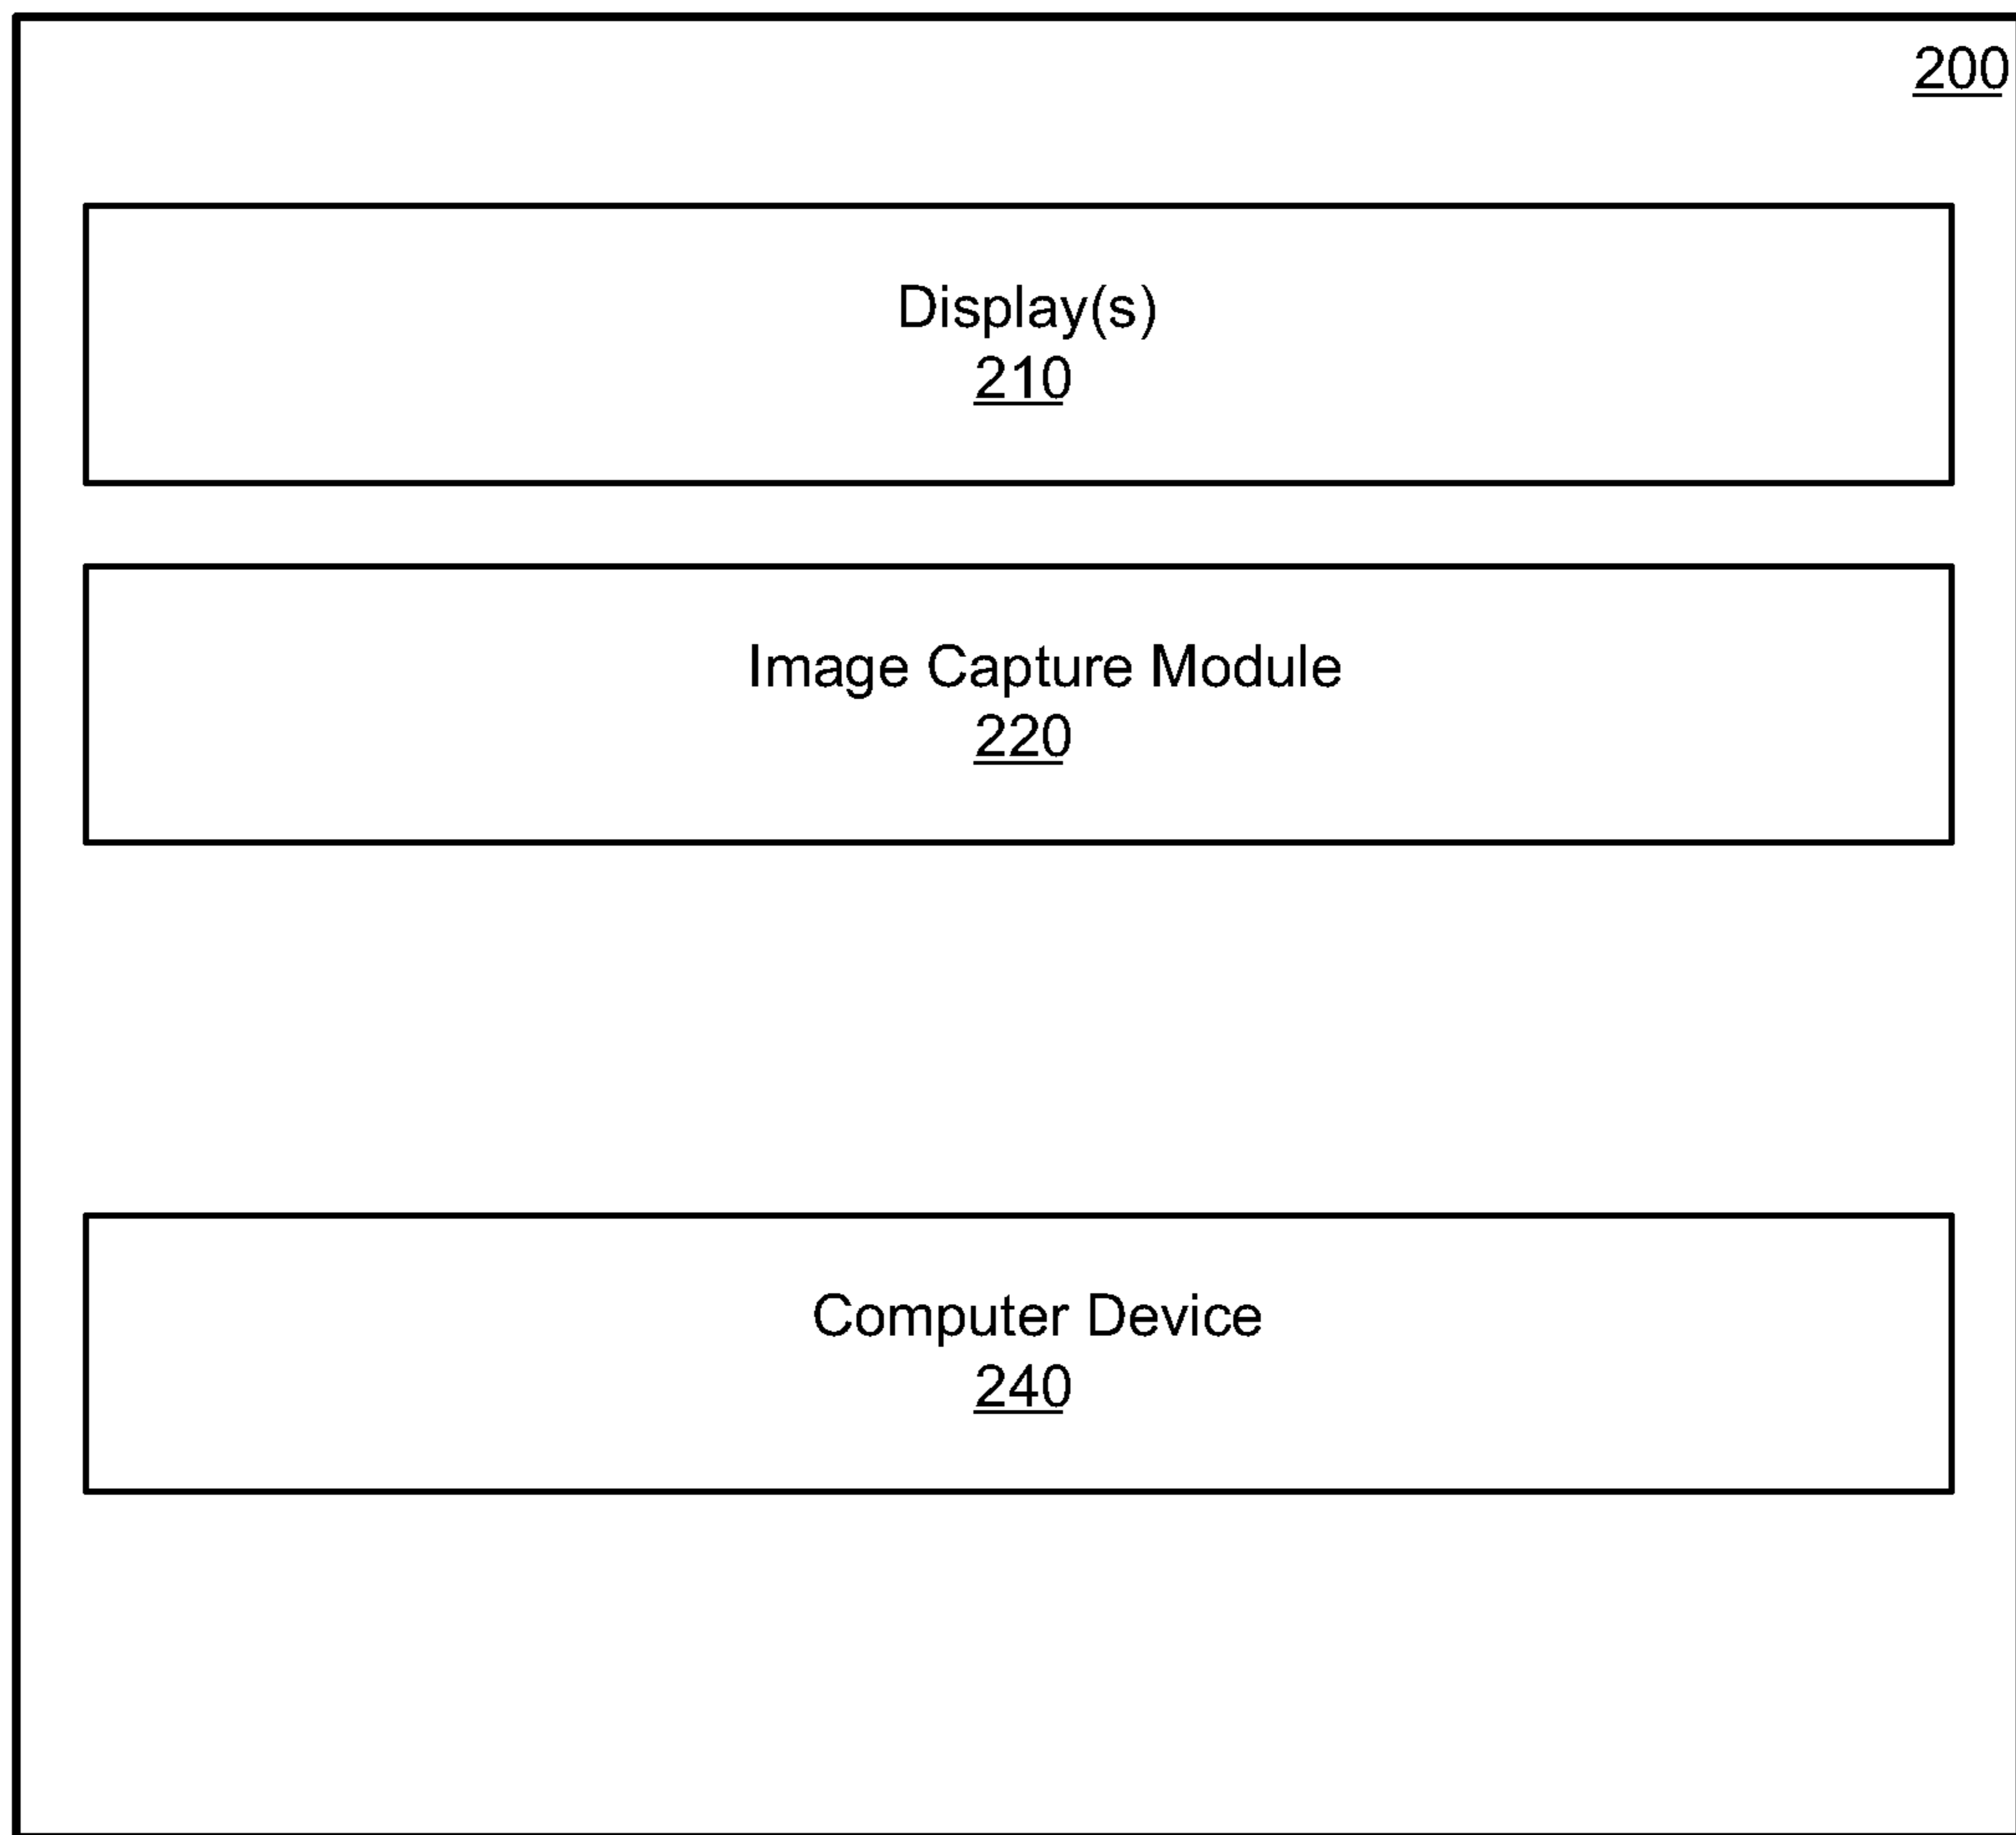 200
Display(s)
210
Image Capture Module
220
Computer Device
240